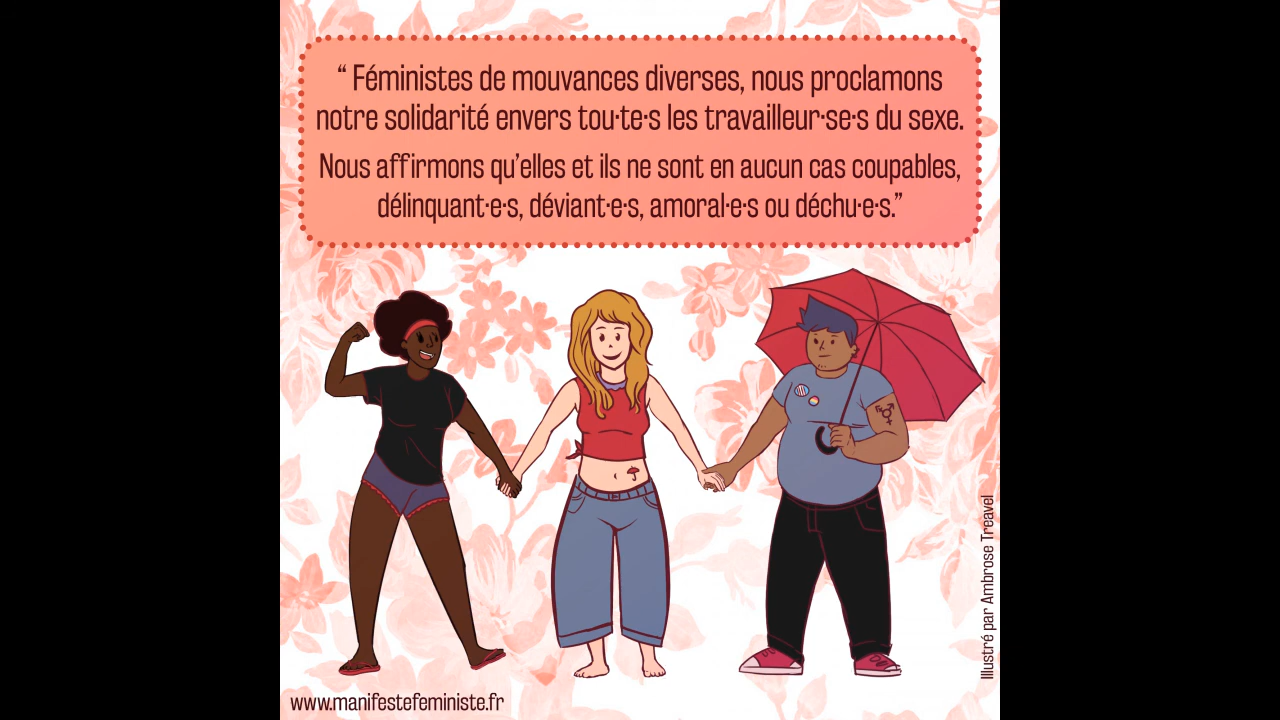 “ Féministes de mouvances diverses, nous proclamons
notre solidarité envers tou·te·s les travailleur·se·s du sexe.
Nous affirmons qu’elles et ils ne sont en aucun cas coupables,
délinquant·e·s, déviant·e·s, amoral·e·s ou déchu·e·s.”
Illustré par Ambrose Treavel
www.manifestefeministe.fr